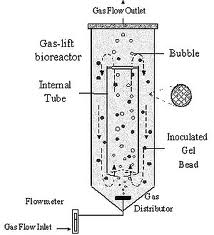 Gas Flow Outlet
Gas-lift
bioreactor
Bubble
Internal
Tube
Inoculated
Gel
Bead
Flowmeter
Gas
Distributor
Gas Flow Inlet